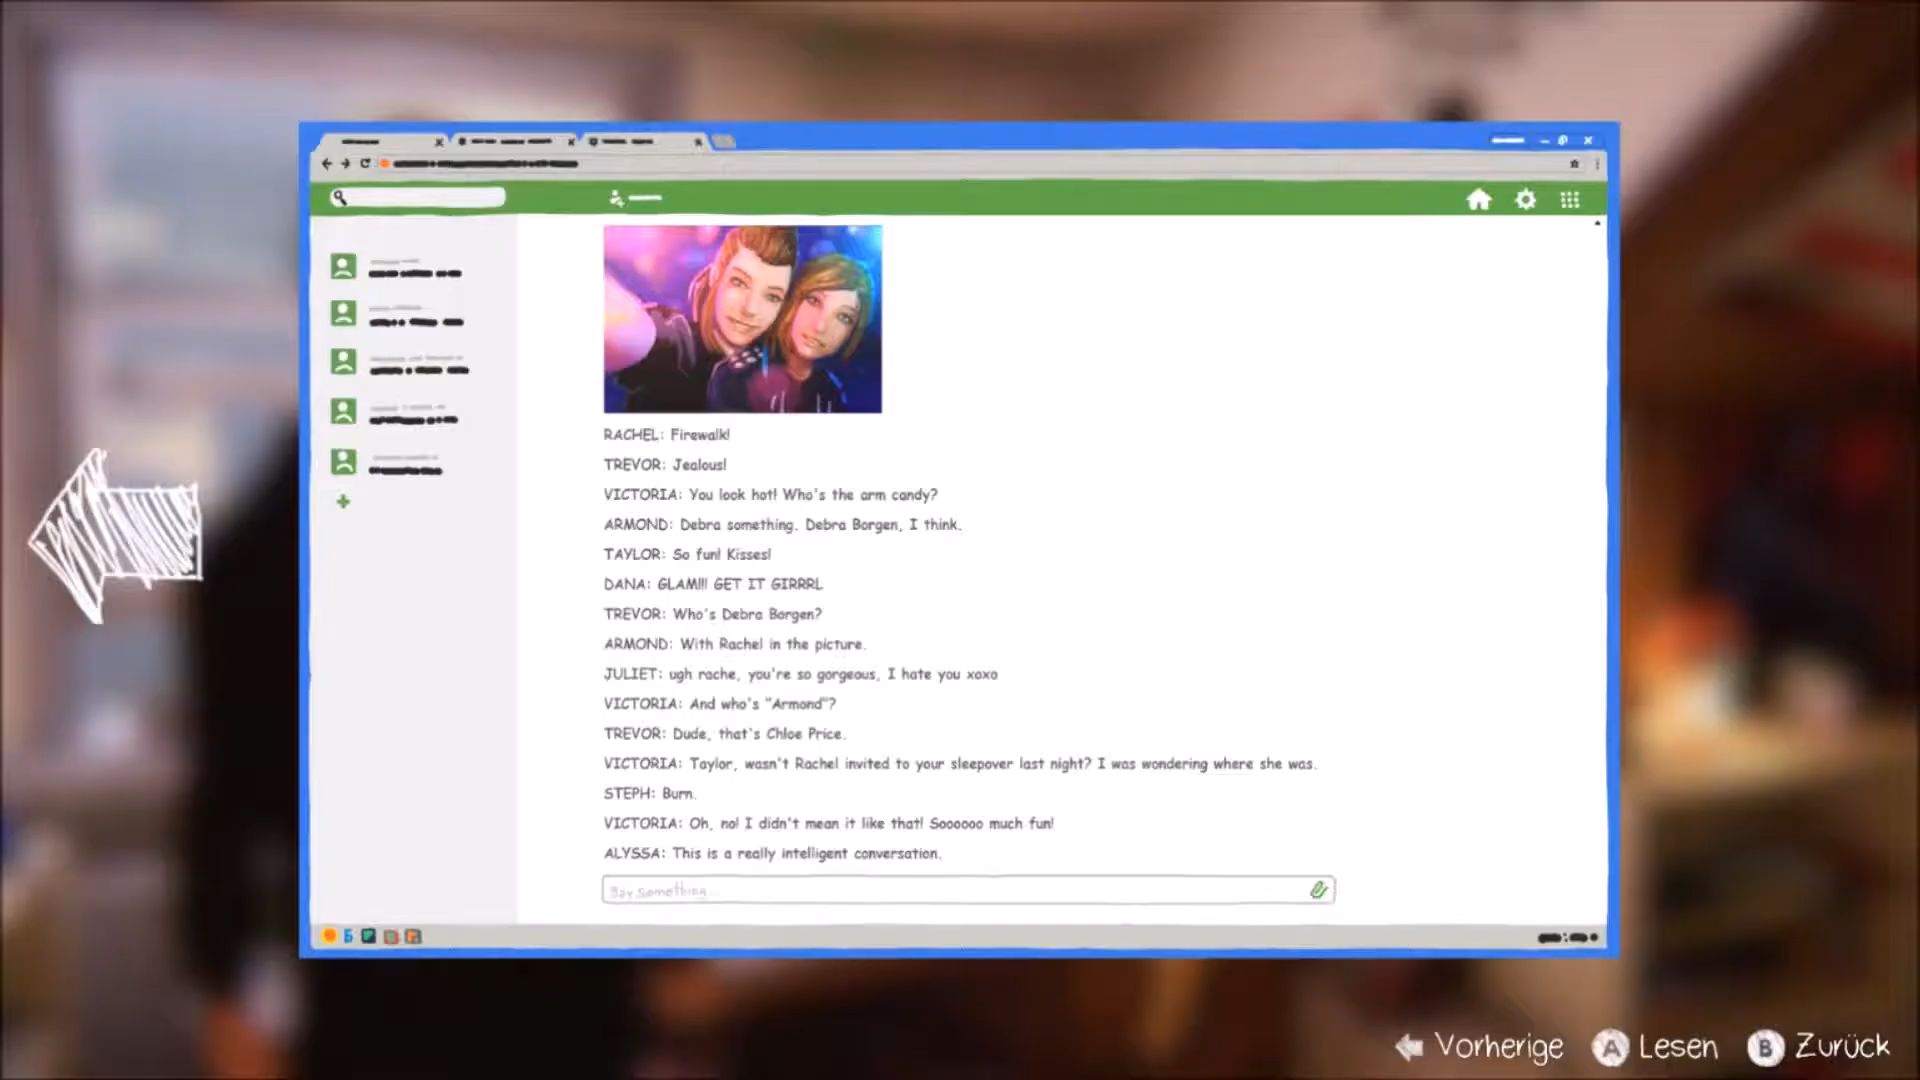 RACHEL: Firewalk!
TREVOR: Jealous!
VICTORIA: You look hot! Who's the arm candy?
ARMOND: Debra something. Debra Borgen, I think.
TAYLOR: So fun! Kisses!
DANA: GLAM!!! GET IT GIRRRL
TREVOR: Who's Debra Borgen?
ARMOND: With Rachel in the picture.
JULIET: ugh rache, you're so gorgeous, I hate you xoxo
VICTORIA: And who's "Armond"?
TREVOR: Dude, that's Chloe Price.
VICTORIA: Taylor, wasn't Rachel invited to your sleepover last night? I was wondering where she was.
STEPH: Burn.
VICTORIA: Oh, no! I didn't mean it like that! Soooooo much fun!
ALYSSA: This is a really intelligent conversation.
Say something...
Vorherige A Lesen B Zurück